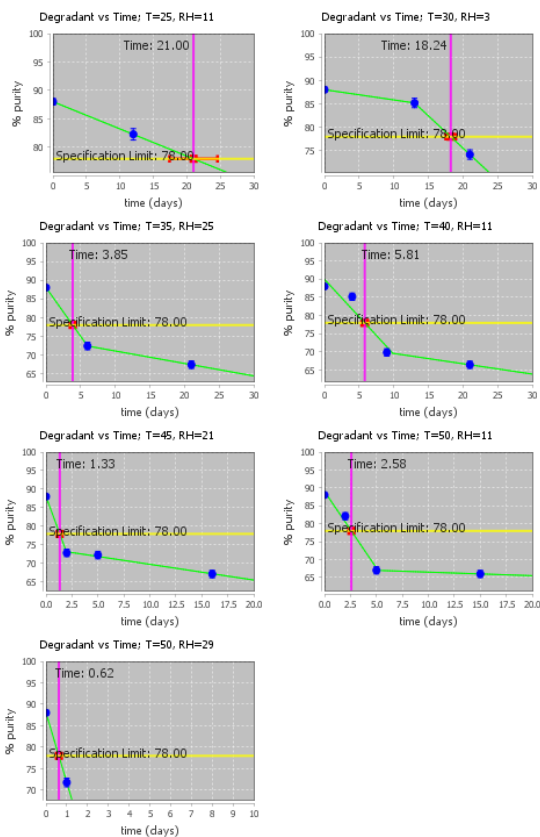 Degradant vs Time; T=25, RH=11
Time: 21.00
Specification Limit: 78.00
% purity
100
95
90
85
80
0 5 10 15 20 25 30
time (days)
Degradant vs Time; T=30, RH=3
Time: 18.24
Specification Limit: 78.00
% purity
100
95
90
85
80
75
0 5 10 15 20 25 30
time (days)
Degradant vs Time; T=35, RH=25
Time: 3.85
Specification Limit: 78.00
% purity
100
95
90
85
80
75
70
65
0 5 10 15 20 25 30
time (days)
Degradant vs Time; T=40, RH=11
Time: 5.81
Specification Limit: 78.00
% purity
100
95
90
85
80
75
70
65
0 5 10 15 20 25 30
time (days)
Degradant vs Time; T=45, RH=21
Time: 1.33
Specification Limit: 78.00
% purity
100
95
90
85
80
75
70
65
0.0 2.5 5.0 7.5 10.0 12.5 15.0 17.5 20.0
time (days)
Degradant vs Time; T=50, RH=11
Time: 2.58
Specification Limit: 78.00
% purity
100
95
90
85
80
75
70
65
0.0 2.5 5.0 7.5 10.0 12.5 15.0 17.5 20.0
time (days)
Degradant vs Time; T=50, RH=29
Time: 0.62
Specification Limit: 78.00
% purity
100
95
90
85
80
75
70
0 1 2 3 4 5 6 7 8 9 10
time (days)